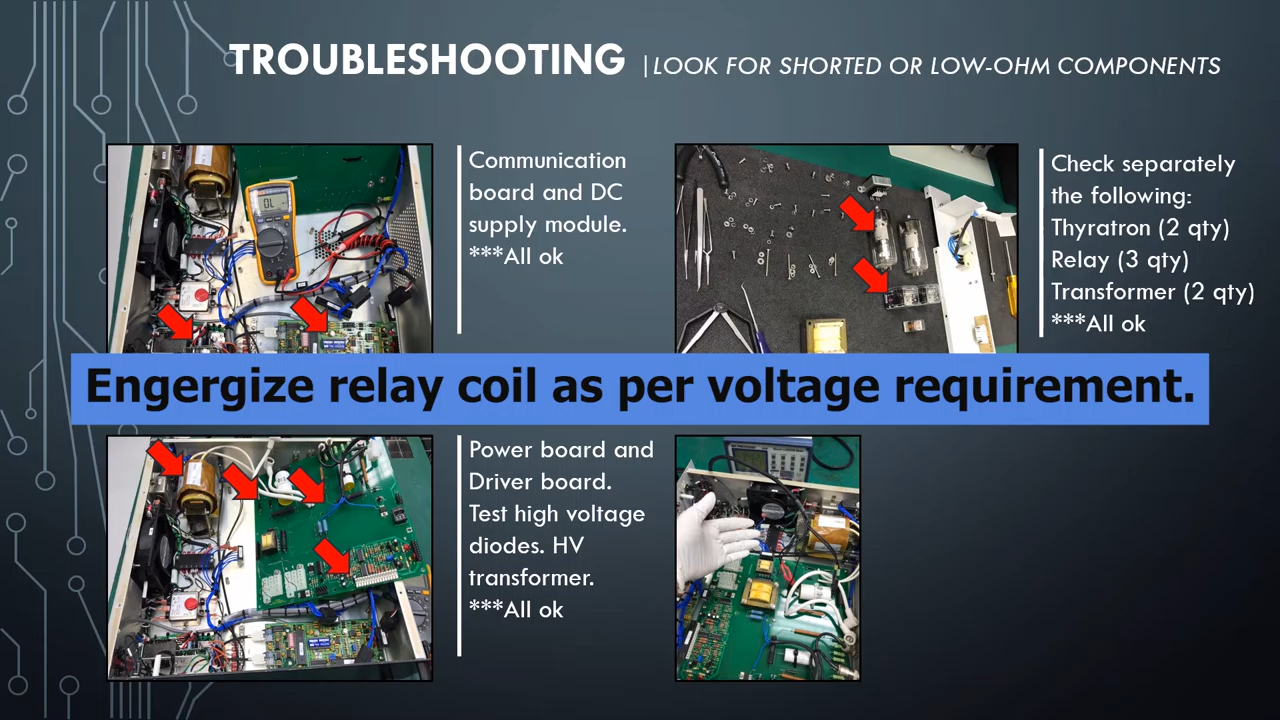 TROUBLESHOOTING |LOOK FOR SHORTED OR LOW-OHM COMPONENTS
Communication
board and DC
supply module.
***All ok
Check separately
the following:
Thyratron (2 qty)
Relay (3 qty)
Transformer (2 qty)
***All ok
0L
Engergize relay coil as per voltage requirement.
Power board and
Driver board.
Test high voltage
diodes. HV
transformer.
***All ok